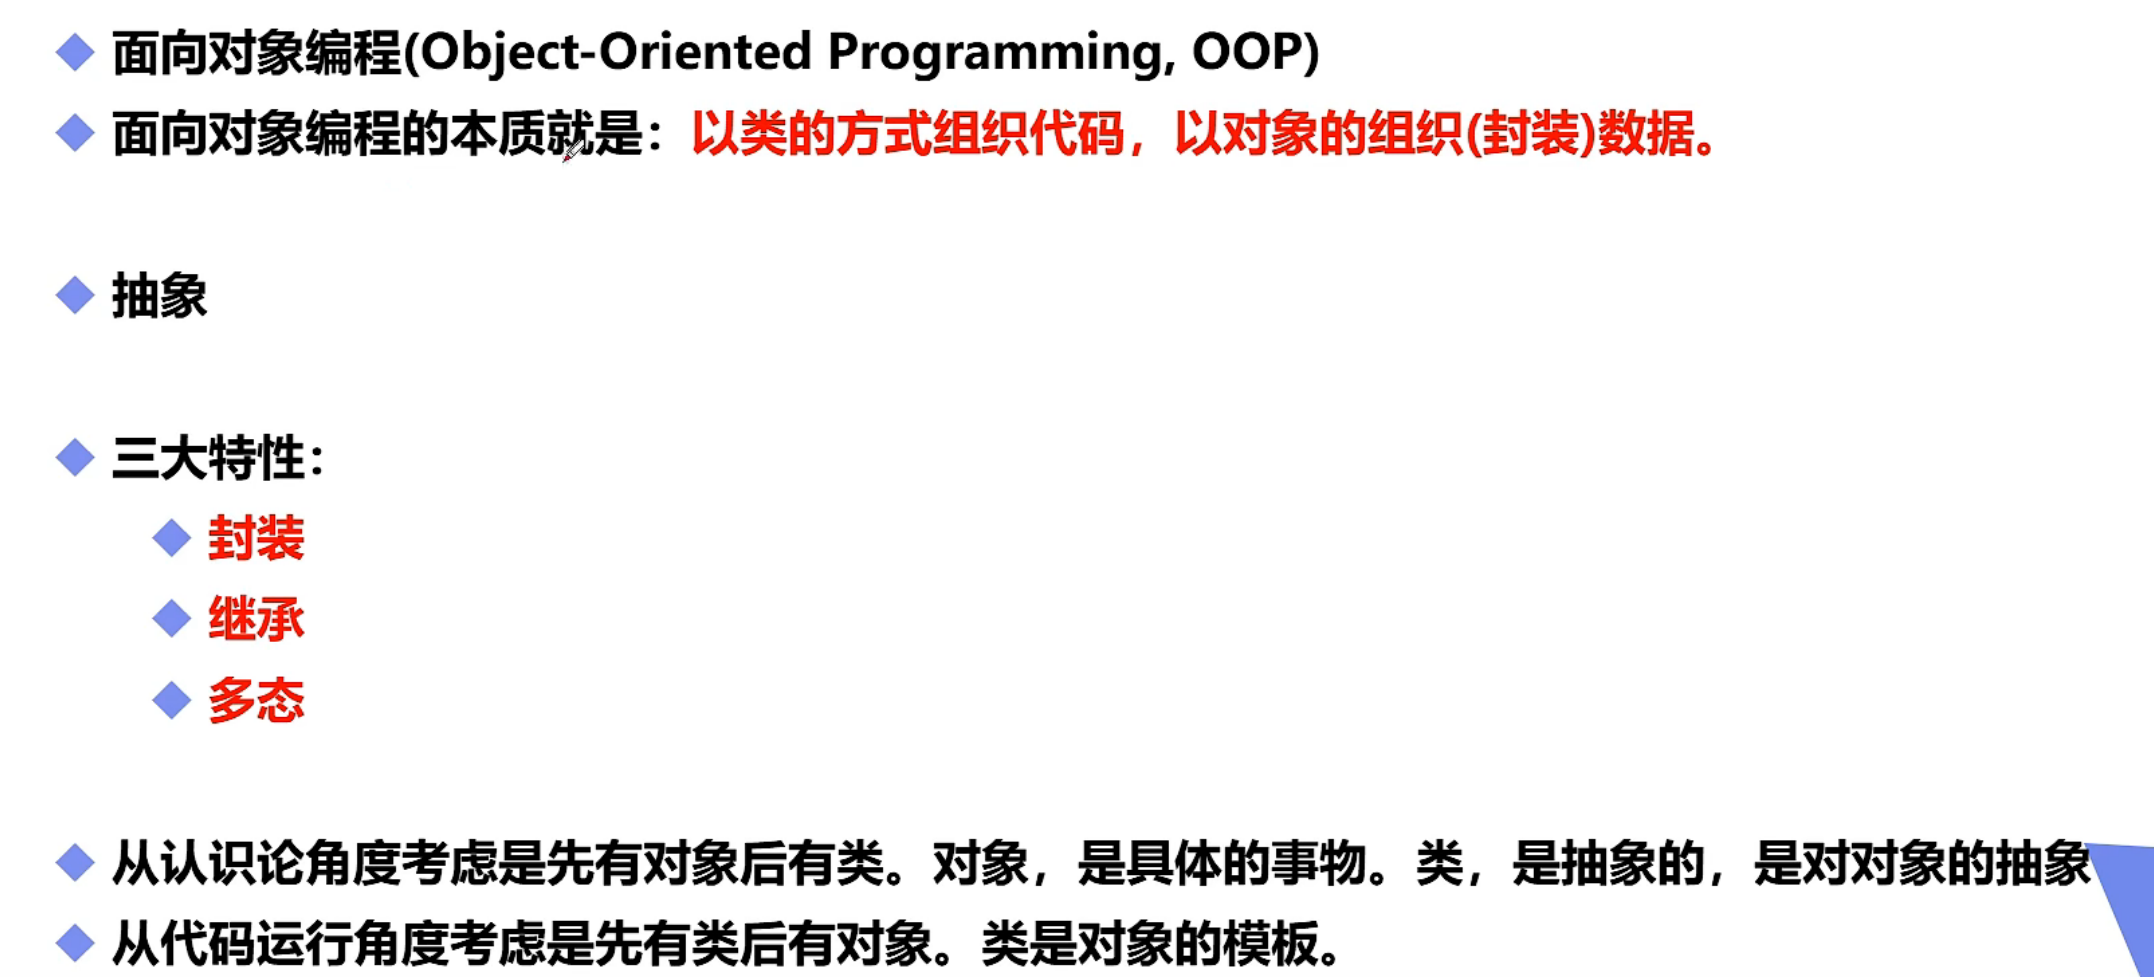 面向对象编程(Object-Oriented Programming, OOP)
面向对象编程的本质就是：以类的方式组织代码，以对象的组织(封装)数据。
抽象
三大特性：
封装
继承
多态
从认识论角度考虑是先有对象后有类。对象，是具体的事物。类，是抽象的，是对对象的抽象
从代码运行角度考虑是先有类后有对象。类是对象的模板。